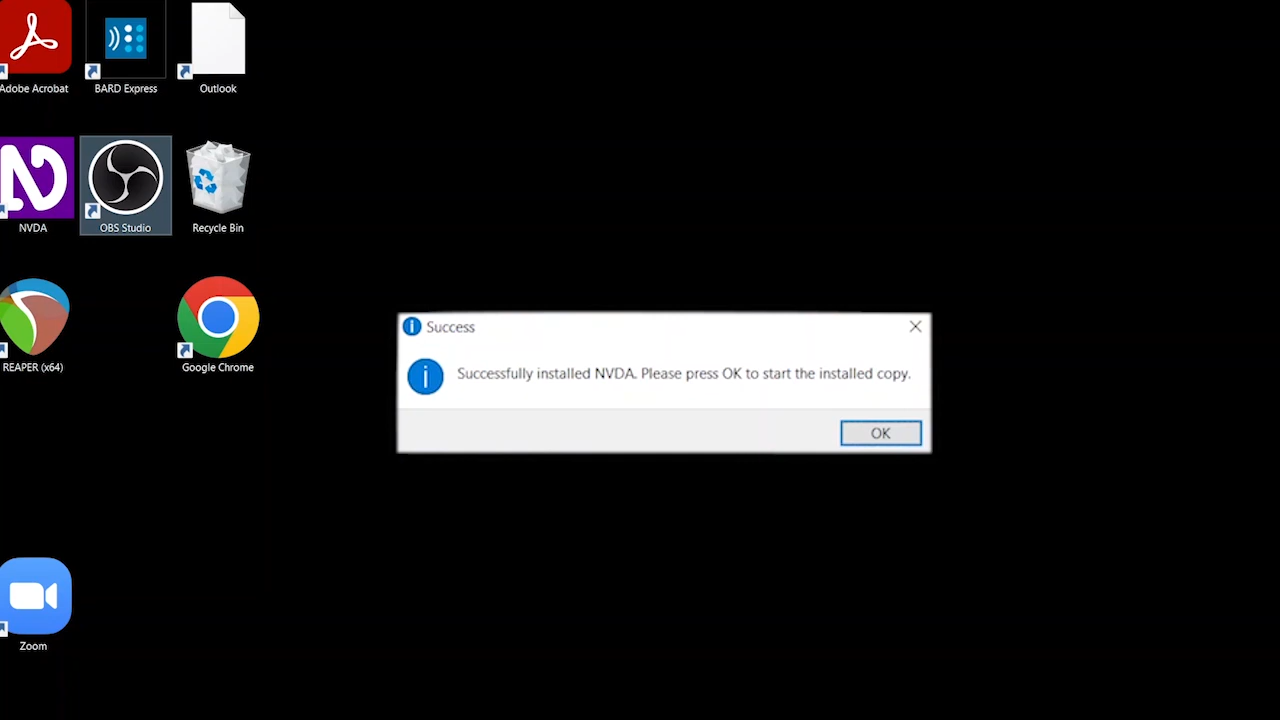 Adobe Acrobat
BARD Express
Outlook
NVDA
OBS Studio
Recycle Bin
REAPER (x64)
Google Chrome
Success
Successfully installed NVDA. Please press OK to start the installed copy.
OK
Zoom